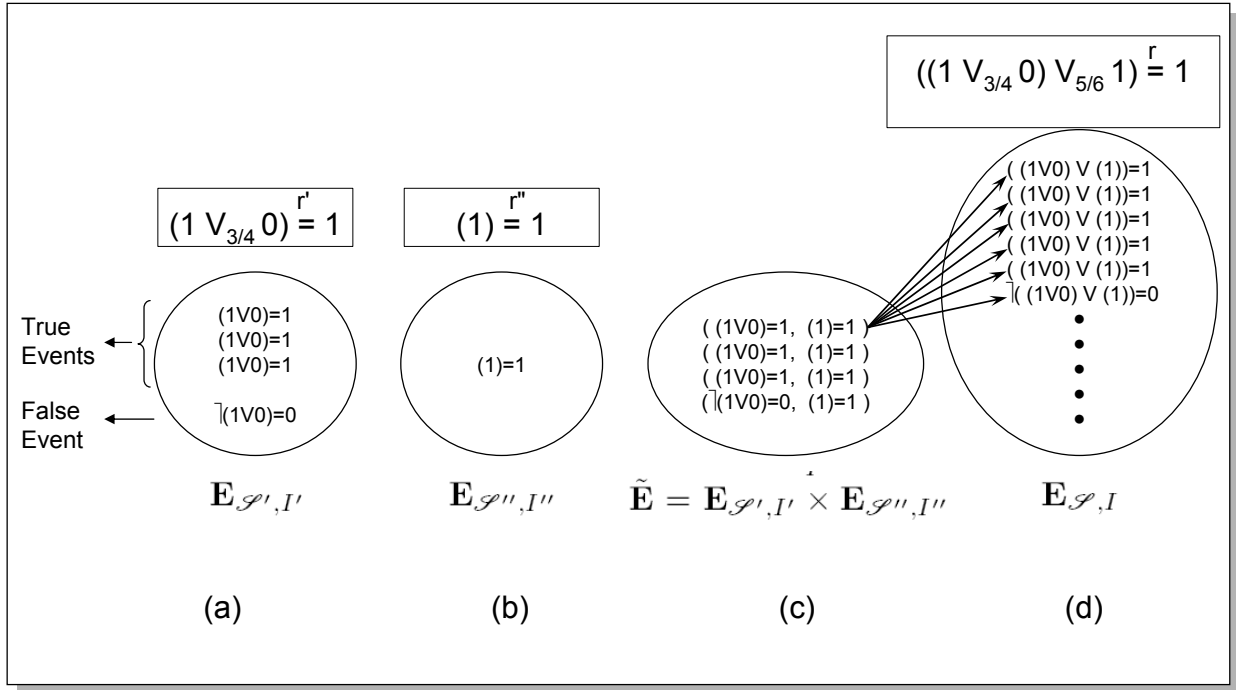 ((1 V3/4 0) V5/6 1) r= 1
(1 V3/4 0) r'= 1
(1) r"= 1
True
Events
False
Event
(1V0)=1
(1V0)=1
(1V0)=1
⌉(1V0)=0
(1)=1
( (1V0)=1, (1)=1 )
( (1V0)=1, (1)=1 )
( (1V0)=1, (1)=1 )
( ⌉(1V0)=0, (1)=1 )
( (1V0) V (1))=1
( (1V0) V (1))=1
( (1V0) V (1))=1
( (1V0) V (1))=1
( (1V0) V (1))=1
⌉( (1V0) V (1))=0
E𝒮′,I′
E𝒮″,I″
Ẽ = E𝒮′,I′ × E𝒮″,I″
E𝒮,I
(a)
(b)
(c)
(d)